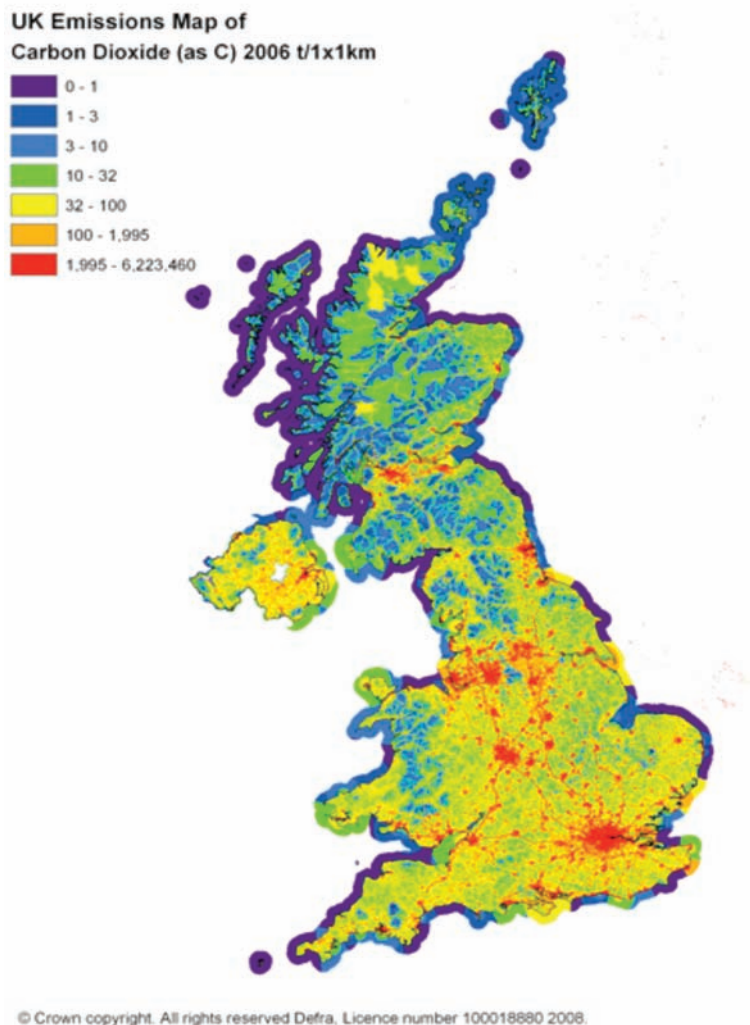 UK Emissions Map of
Carbon Dioxide (as C) 2006 t/1x1km
0 - 1
1 - 3
3 - 10
10 - 32
32 - 100
100 - 1,995
1,995 - 6,223,460
© Crown copyright. All rights reserved Defra, Licence number 100018880 2008.